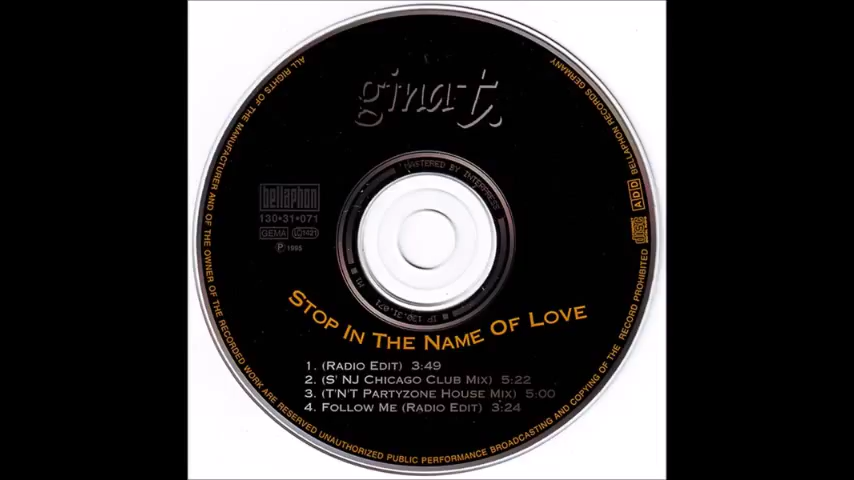 gina t.
MASTERED BY INTERPRESS
bellaphon
130•31•071
GEMA LC 1421
P 1995
ADD
STOP IN THE NAME OF LOVE
1. (RADIO EDIT) 3:49
2. (S' NJ CHICAGO CLUB MIX) 5:22
3. (T'N'T PARTYZONE HOUSE MIX) 5:00
4. FOLLOW ME (RADIO EDIT) 3:24
ALL RIGHTS OF THE MANUFACTURER AND OF THE OWNER OF THE RECORDED WORK ARE RESERVED UNAUTHORIZED PUBLIC PERFORMANCE BROADCASTING AND COPYING OF THE RECORD PROHIBITED
BELLAPHON RECORDS GERMANY